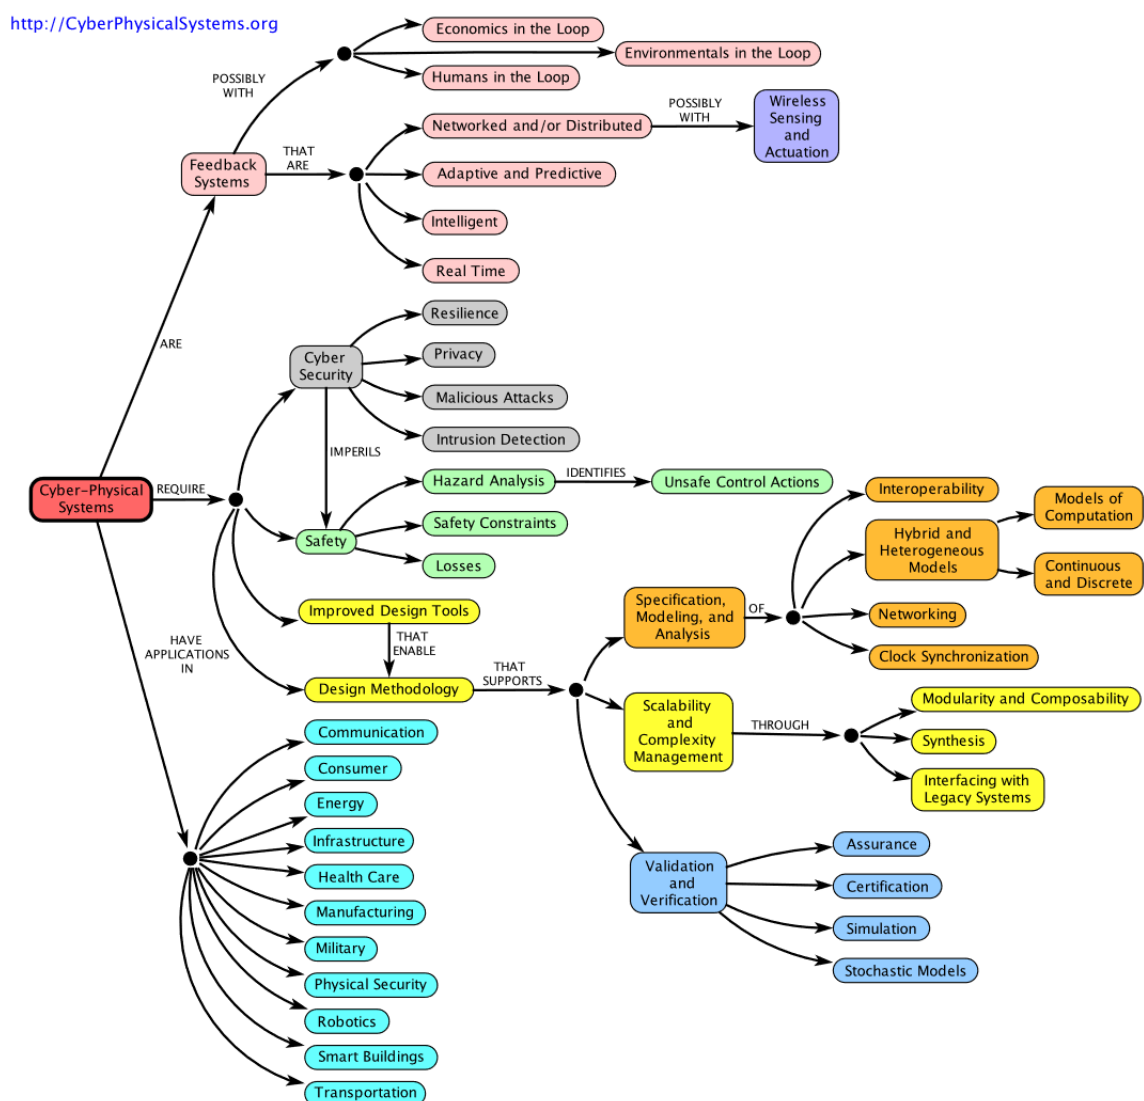 http://CyberPhysicalSystems.org
Economics in the Loop
Environmentals in the Loop
Humans in the Loop
POSSIBLY
WITH
Networked and/or Distributed
POSSIBLY
WITH
Wireless
Sensing
and
Actuation
Feedback
Systems
THAT
ARE
Adaptive and Predictive
Intelligent
Real Time
ARE
Resilience
Cyber
Security
Privacy
Malicious Attacks
Intrusion Detection
IMPERILS
Cyber-Physical
Systems
REQUIRE
Hazard Analysis
IDENTIFIES
Unsafe Control Actions
Safety
Safety Constraints
Losses
Improved Design Tools
THAT
ENABLE
Design Methodology
THAT
SUPPORTS
Specification,
Modeling, and
Analysis
OF
Interoperability
Hybrid and
Heterogeneous
Models
Models of
Computation
Continuous
and Discrete
Networking
Clock Synchronization
Scalability
and
Complexity
Management
THROUGH
Modularity and Composability
Synthesis
Interfacing with
Legacy Systems
Validation
and
Verification
Assurance
Certification
Simulation
Stochastic Models
HAVE
APPLICATIONS
IN
Communication
Consumer
Energy
Infrastructure
Health Care
Manufacturing
Military
Physical Security
Robotics
Smart Buildings
Transportation